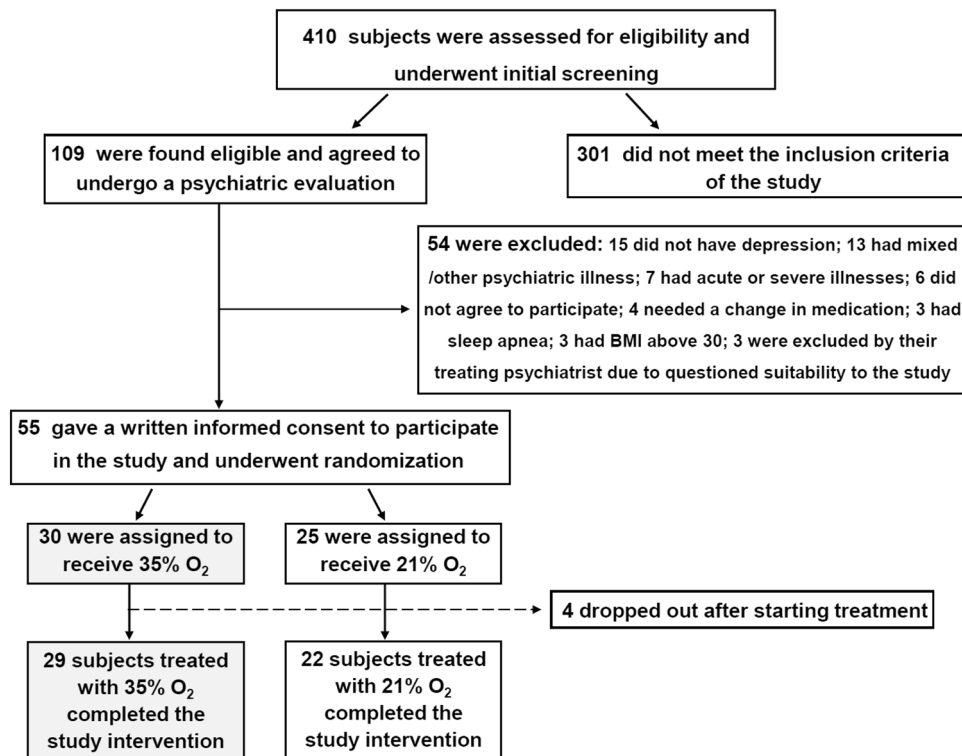 410 subjects were assessed for eligibility and
underwent initial screening
109 were found eligible and agreed to
undergo a psychiatric evaluation
301 did not meet the inclusion criteria
of the study
54 were excluded: 15 did not have depression; 13 had mixed
/other psychiatric illness; 7 had acute or severe illnesses; 6 did
not agree to participate; 4 needed a change in medication; 3 had
sleep apnea; 3 had BMI above 30; 3 were excluded by their
treating psychiatrist due to questioned suitability to the study
55 gave a written informed consent to participate
in the study and underwent randomization
30 were assigned to
receive 35% O₂
25 were assigned to
receive 21% O₂
4 dropped out after starting treatment
29 subjects treated
with 35% O₂
completed the
study intervention
22 subjects treated
with 21% O₂
completed the
study intervention